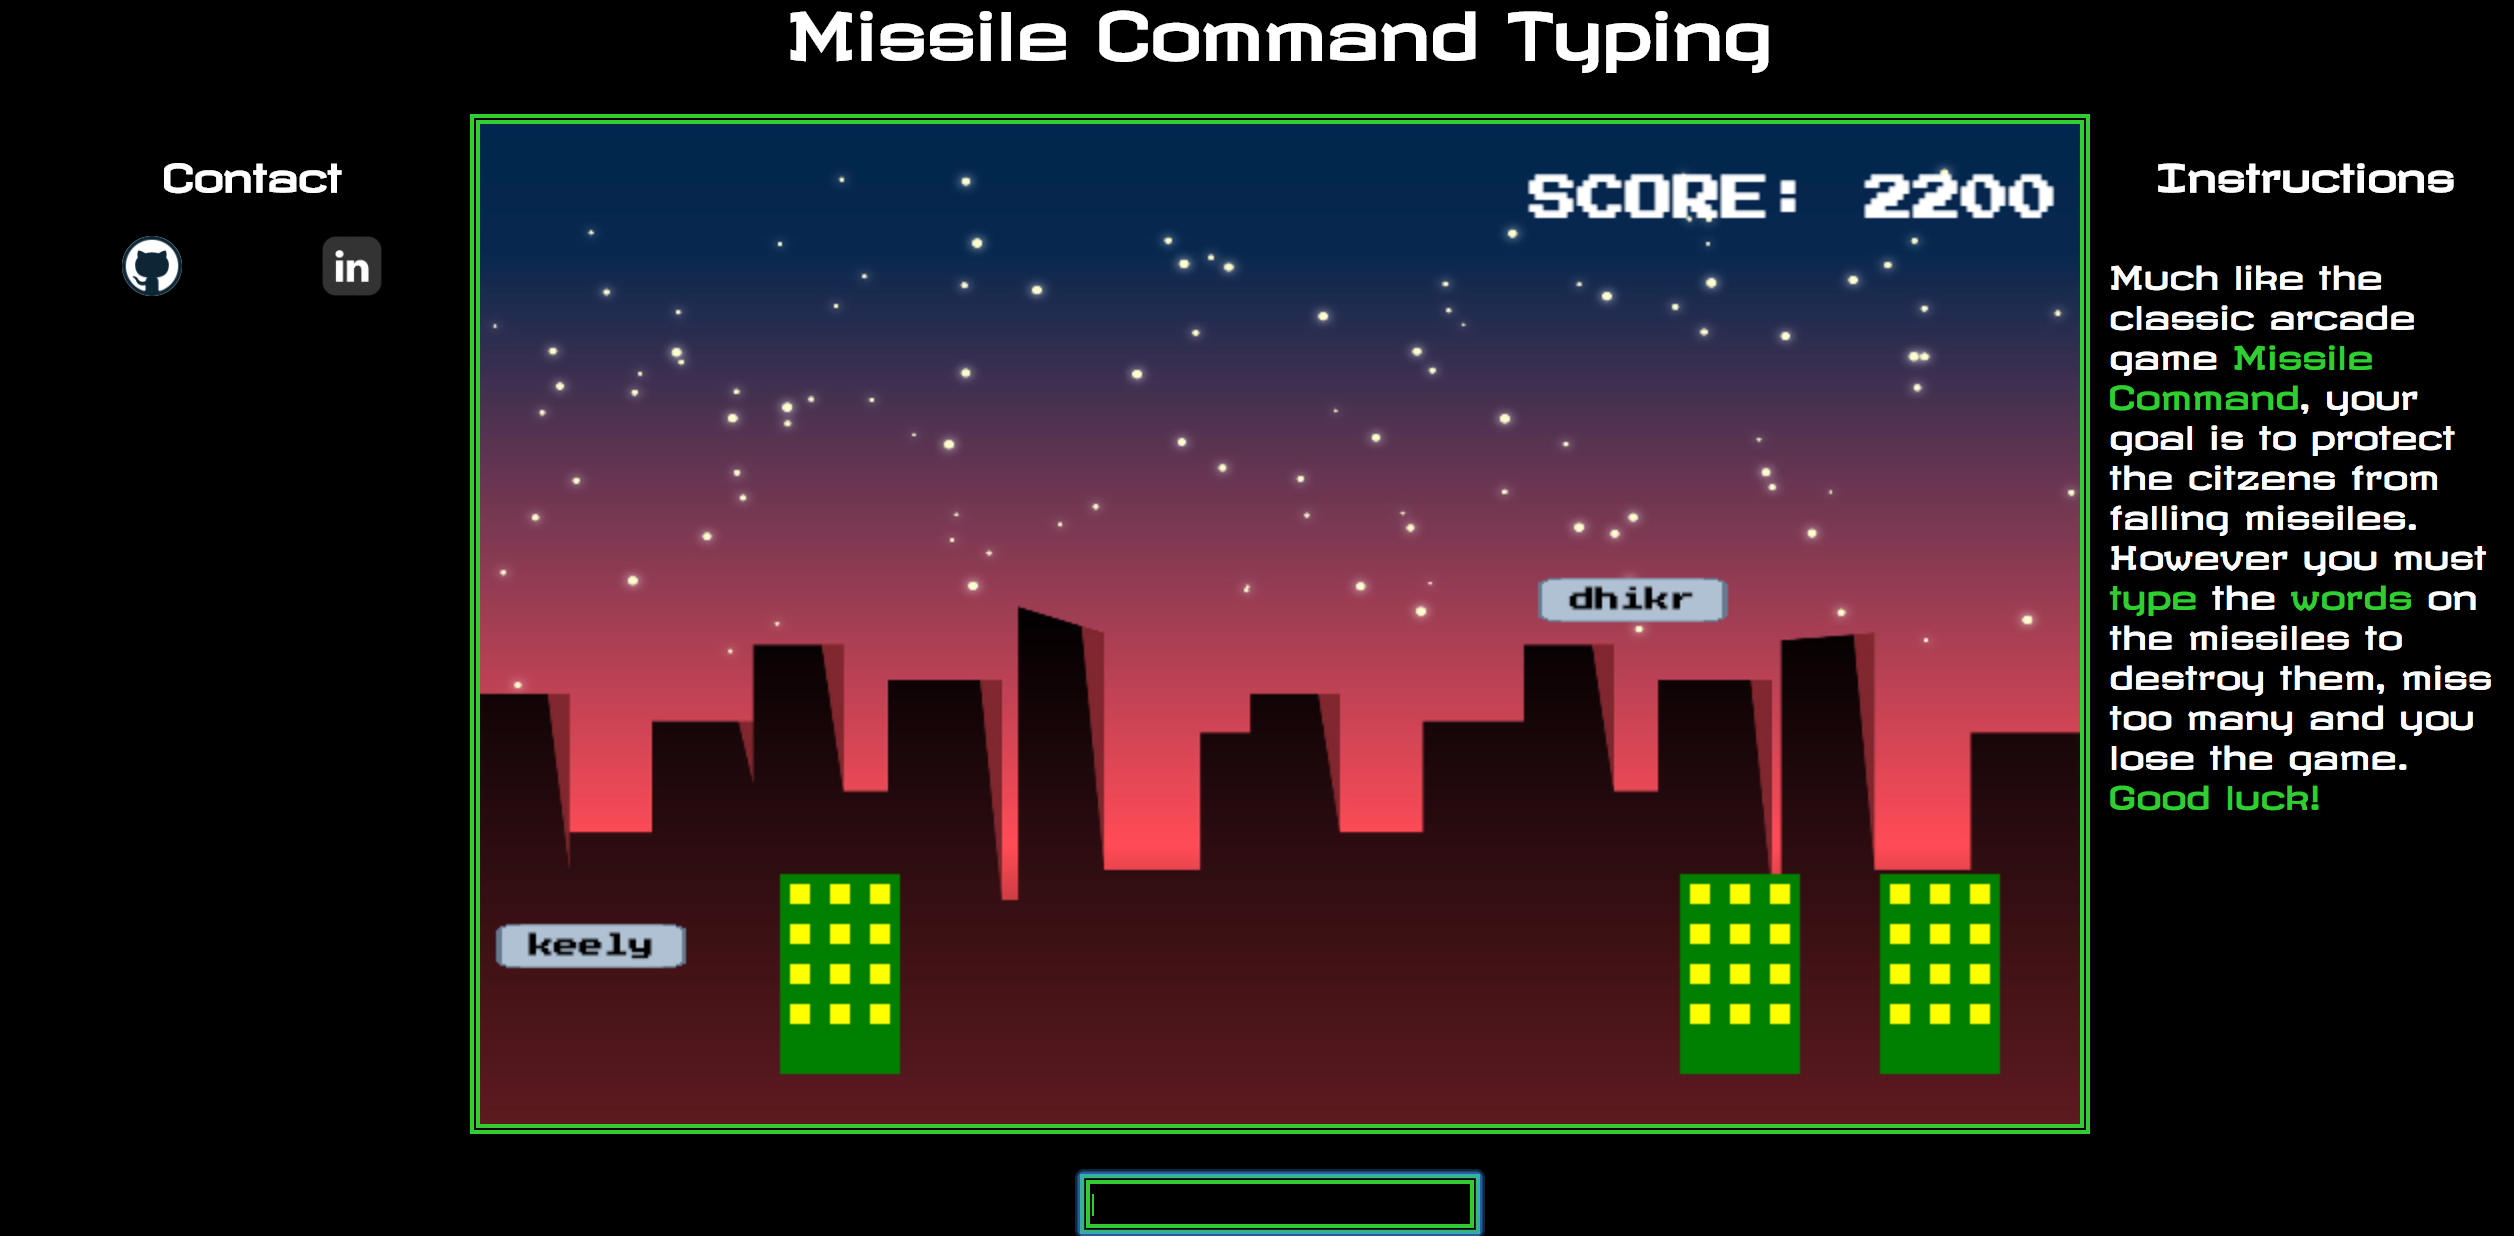 Missile Command Typing
Contact
in
SCORE: 2200
dhikr
keely
Instructions
Much like the
classic arcade
game Missile
Command, your
goal is to protect
the citzens from
falling missiles.
However you must
type the words on
the missiles to
destroy them, miss
too many and you
lose the game.
Good luck!